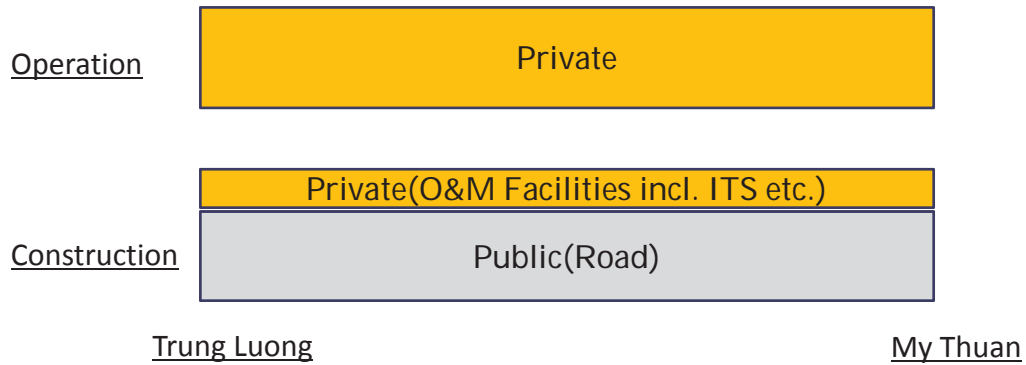 Operation
Private
Private(O&M Facilities incl. ITS etc.)
Construction
Public(Road)
Trung Luong
My Thuan